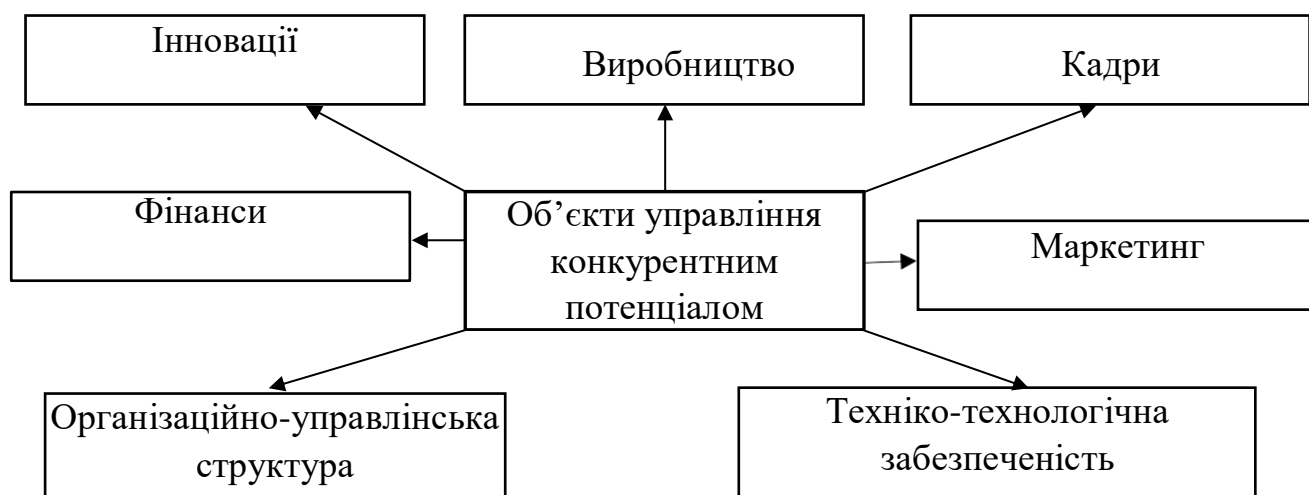 Інновації
Виробництво
Кадри
Фінанси
Об’єкти управління
конкурентним
потенціалом
Маркетинг
Організаційно-управлінська
структура
Техніко-технологічна
забезпеченість